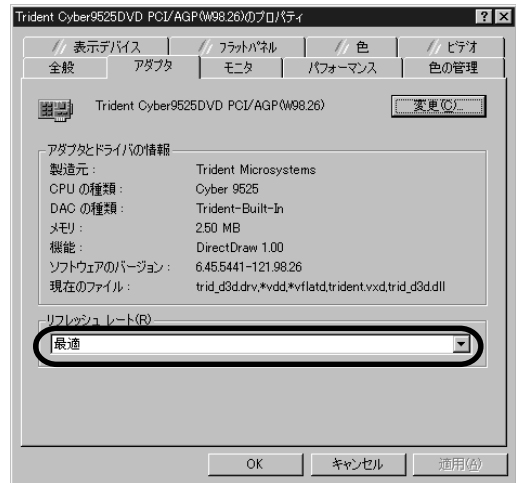 Trident Cyber9525DVD PCI/AGP(W98.26)のプロパティ
表示デバイス フラットパネル 色 ビデオ
全般 アダプタ モニタ パフォーマンス 色の管理
Trident Cyber9525DVD PCI/AGP(W98.26) 変更(C)...
アダプタとドライバの情報
製造元： Trident Microsystems
CPU の種類： Cyber 9525
DAC の種類： Trident-Built-In
メモリ： 2.50 MB
機能： DirectDraw 1.00
ソフトウェアのバージョン： 6.45.5441-121.98.26
現在のファイル： trid_d3d.drv,*vdd,*vflatd,trident.vxd,trid_d3d.dll
リフレッシュ レート(R)
最適
OK キャンセル 適用(A)